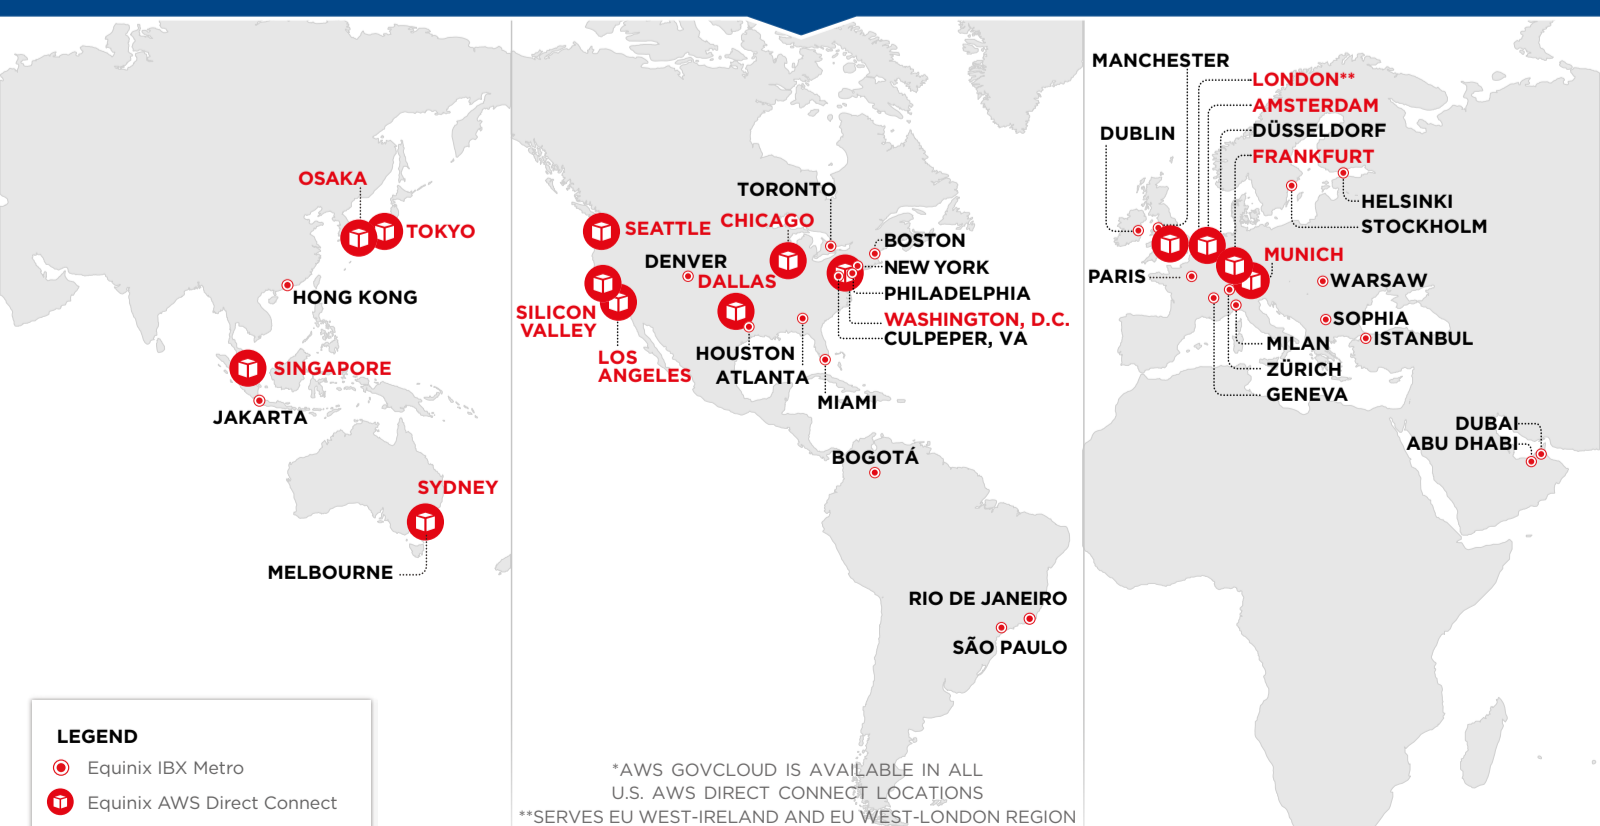 OSAKA
TOKYO
HONG KONG
SINGAPORE
JAKARTA
SYDNEY
MELBOURNE
LEGEND
Equinix IBX Metro
Equinix AWS Direct Connect
TORONTO
SEATTLE
CHICAGO
BOSTON
DENVER
NEW YORK
DALLAS
PHILADELPHIA
SILICON
VALLEY
WASHINGTON, D.C.
CULPEPER, VA
LOS
ANGELES
HOUSTON
ATLANTA
MIAMI
BOGOTÁ
RIO DE JANEIRO
SÃO PAULO
*AWS GOVCLOUD IS AVAILABLE IN ALL
U.S. AWS DIRECT CONNECT LOCATIONS
**SERVES EU WEST-IRELAND AND EU WEST-LONDON REGION
MANCHESTER
LONDON**
AMSTERDAM
DUBLIN
DÜSSELDORF
FRANKFURT
HELSINKI
STOCKHOLM
MUNICH
PARIS
WARSAW
SOPHIA
ISTANBUL
MILAN
ZÜRICH
GENEVA
DUBAI
ABU DHABI